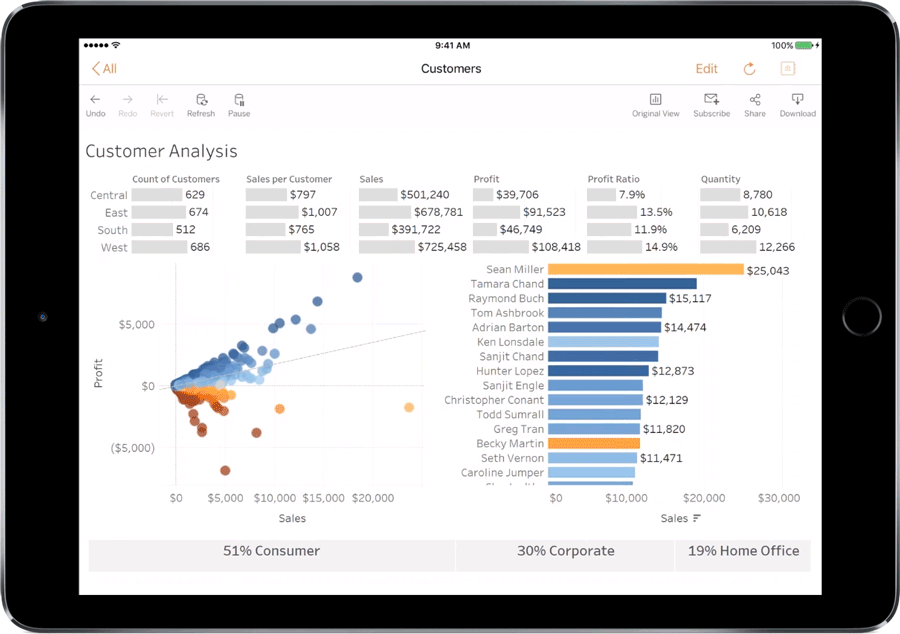 9:41 AM 100%
All Customers Edit
Undo Redo Revert Refresh Pause Original View Subscribe Share Download
Customer Analysis
Count of Customers Sales per Customer Sales Profit Profit Ratio Quantity
Central 629 $797 $501,240 $39,706 7.9% 8,780
East 674 $1,007 $678,781 $91,523 13.5% 10,618
South 512 $765 $391,722 $46,749 11.9% 6,209
West 686 $1,058 $725,458 $108,418 14.9% 12,266
Profit
$5,000
$0
($5,000)
$0 $5,000 $10,000 $15,000 $20,000
Sales
Sean Miller $25,043
Tamara Chand
Raymond Buch $15,117
Tom Ashbrook
Adrian Barton $14,474
Ken Lonsdale
Sanjit Chand
Hunter Lopez $12,873
Sanjit Engle
Christopher Conant $12,129
Todd Sumrall
Greg Tran $11,820
Becky Martin
Seth Vernon $11,471
Caroline Jumper
$0 $10,000 $20,000 $30,000
Sales
51% Consumer 30% Corporate 19% Home Office